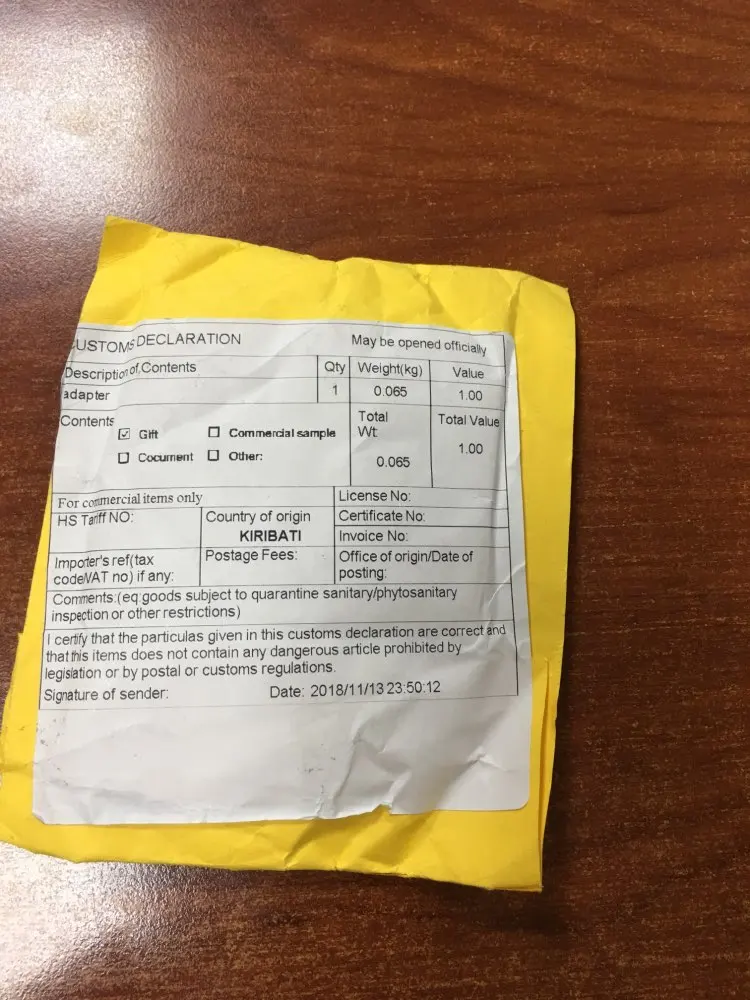 CUSTOMS DECLARATION May be opened officially
Description of Contents Qty Weight(kg) Value
adapter 1 0.065 1.00
Contents Total Wt: Total Value
☑ Gift ☐ Commercial sample
☐ Cocument ☐ Other: 0.065 1.00
For commercial items only License No:
HS Tariff NO: Country of origin Certificate No:
KIRIBATI Invoice No:
Importer's ref(tax Postage Fees: Office of origin/Date of
code/VAT no) if any: posting:
Comments:(eq:goods subject to quarantine sanitary/phytosanitary
inspection or other restrictions)
I certify that the particulas given in this customs declaration are correct and
that this items does not contain any dangerous article prohibited by
legislation or by postal or customs regulations.
Signature of sender: Date: 2018/11/13 23:50:12